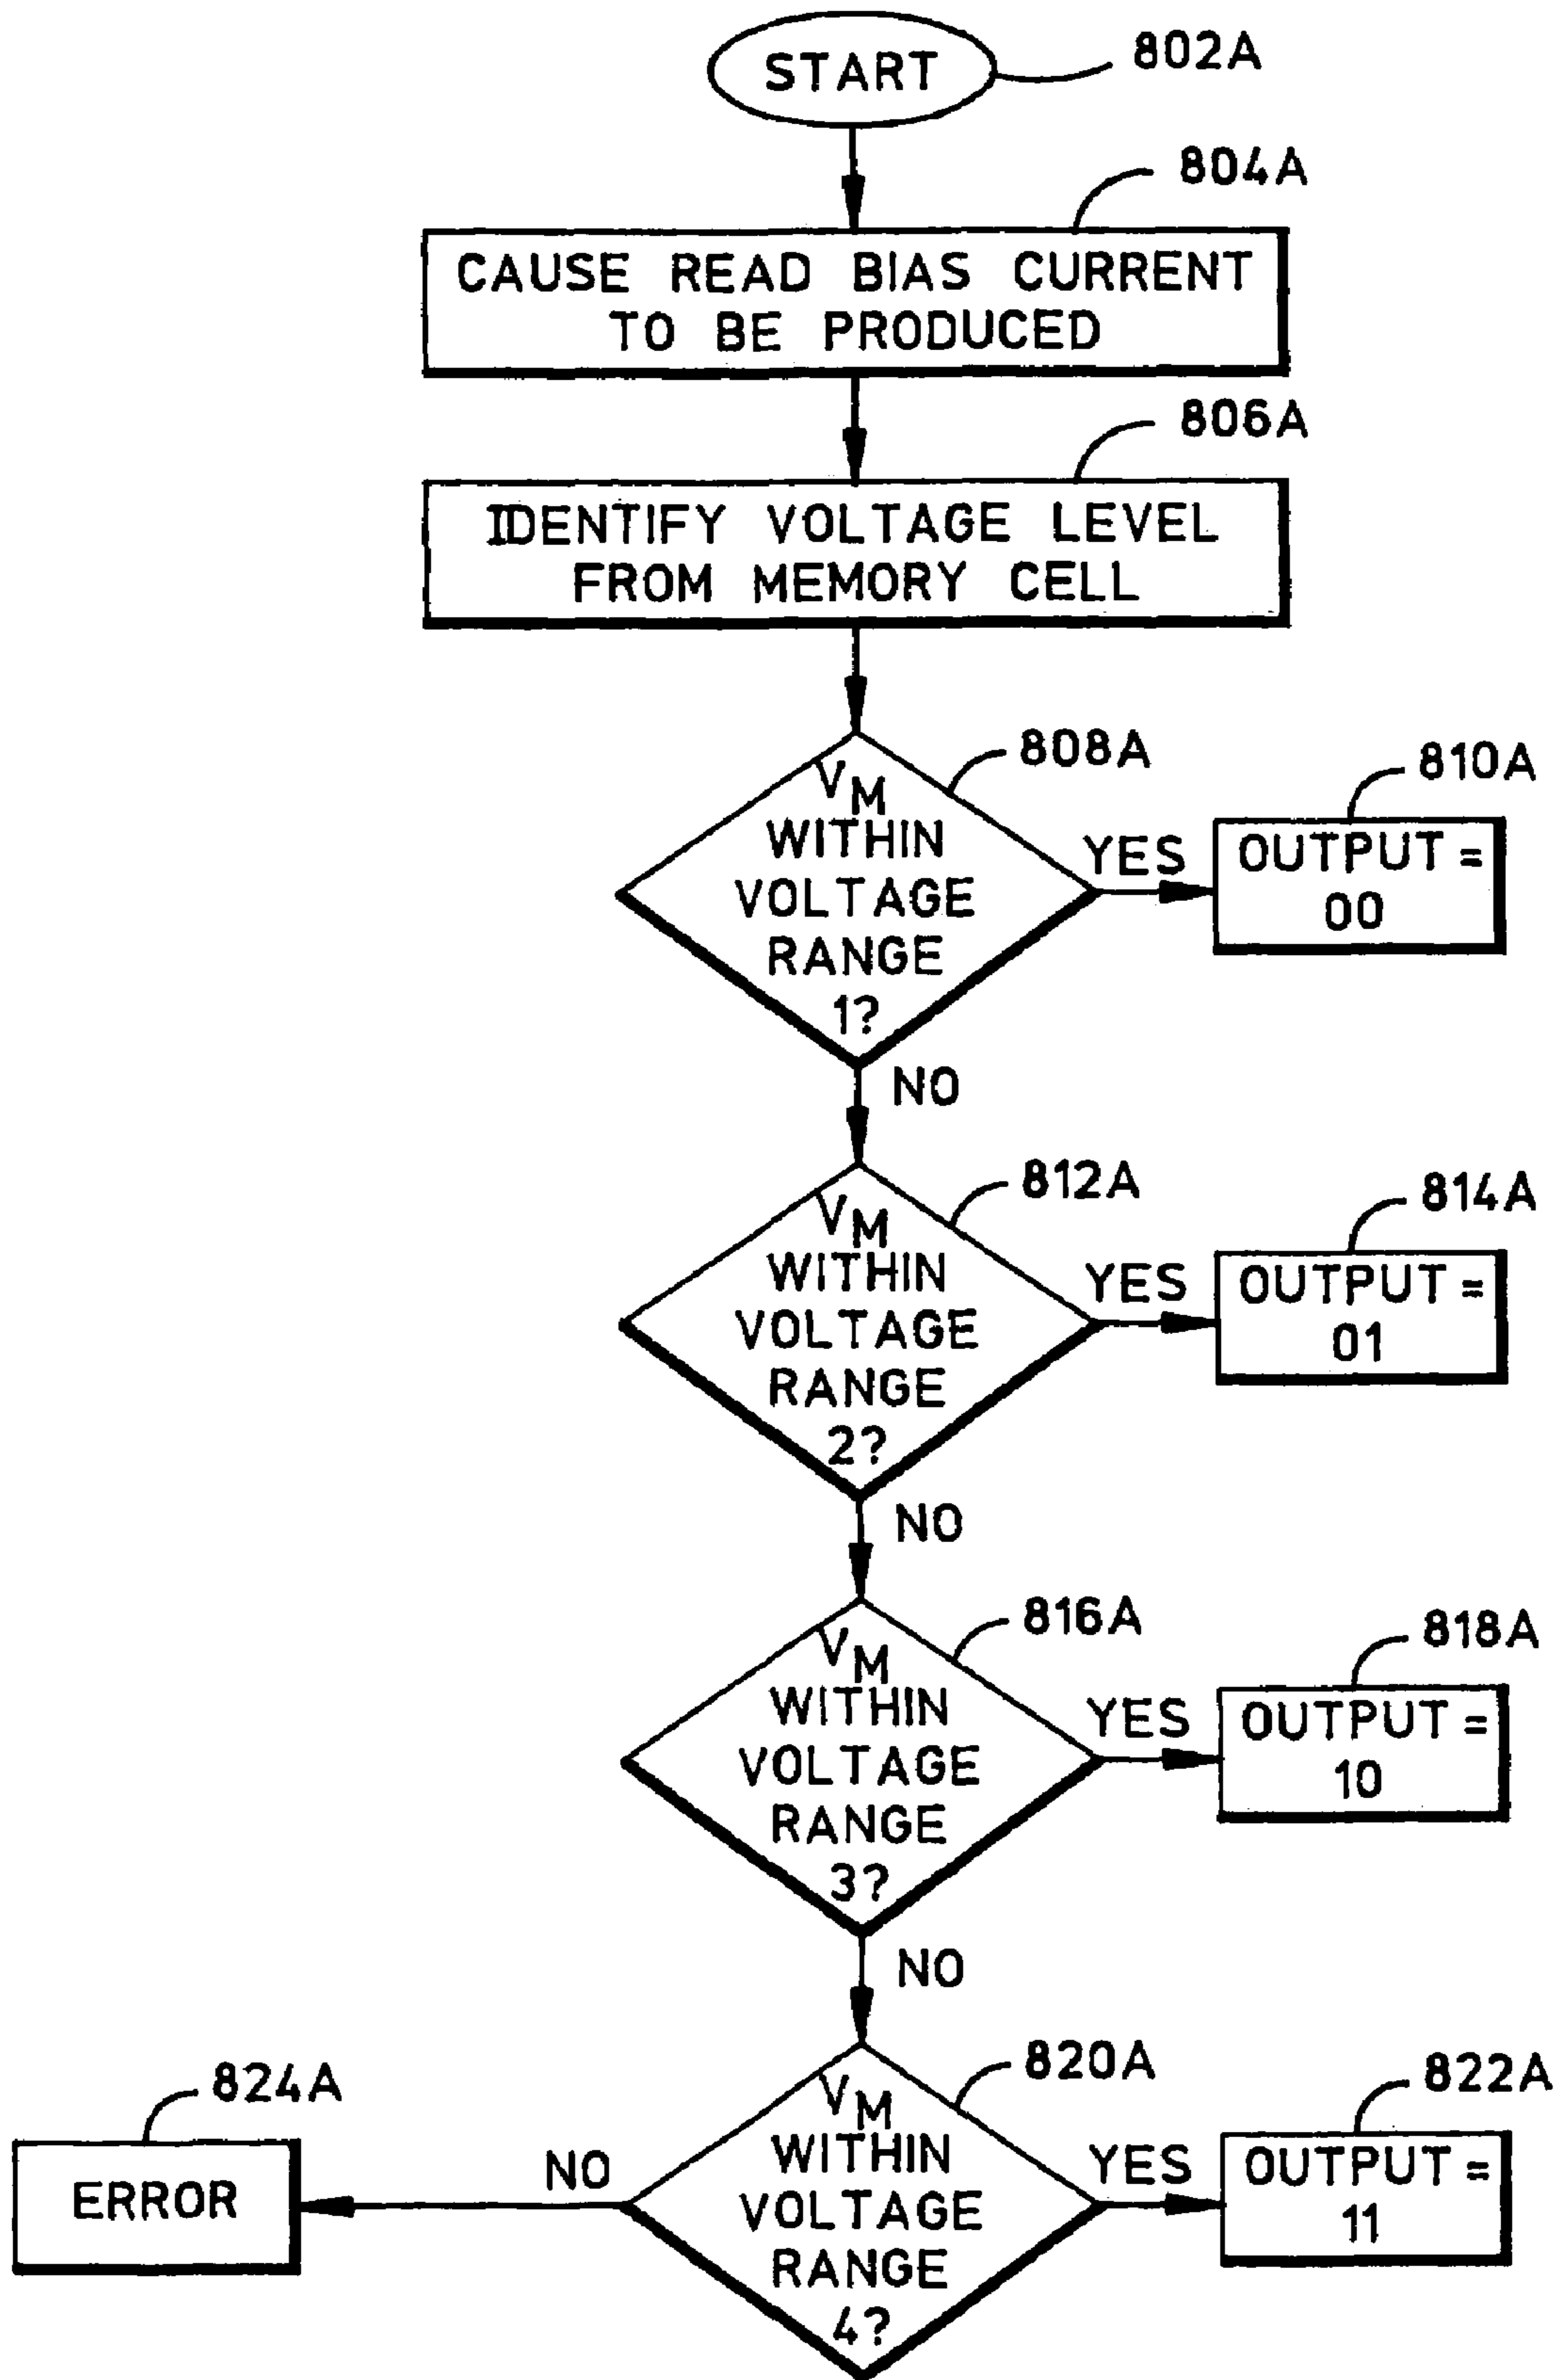 START
802A
804A
CAUSE READ BIAS CURRENT
TO BE PRODUCED
806A
IDENTIFY VOLTAGE LEVEL
FROM MEMORY CELL
808A
VM
WITHIN
VOLTAGE
RANGE
1?
YES
810A
OUTPUT =
00
NO
812A
VM
WITHIN
VOLTAGE
RANGE
2?
YES
814A
OUTPUT =
01
NO
816A
VM
WITHIN
VOLTAGE
RANGE
3?
YES
818A
OUTPUT =
10
NO
820A
VM
WITHIN
VOLTAGE
RANGE
4?
YES
822A
OUTPUT =
11
NO
824A
ERROR